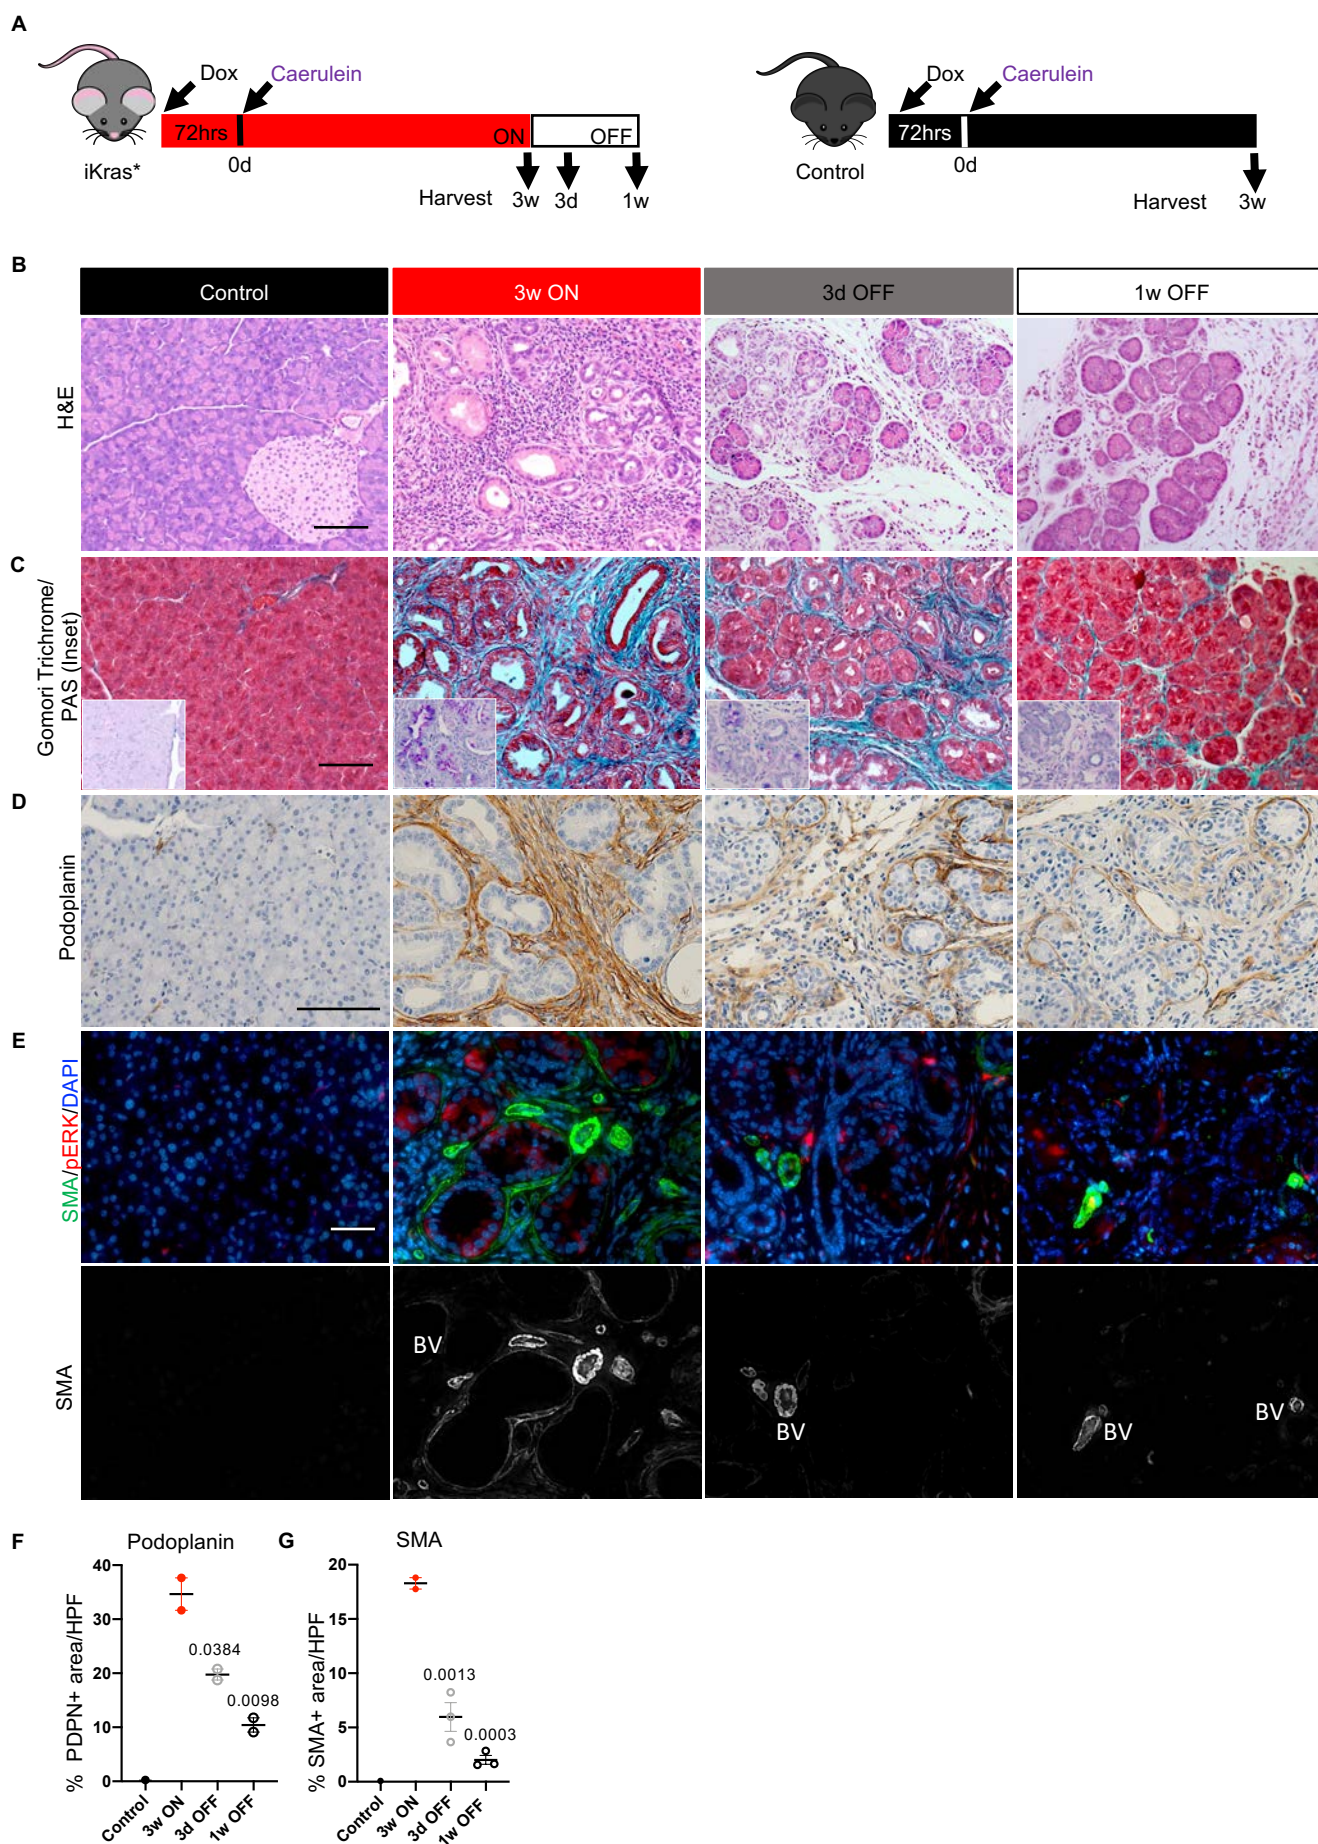 A
Dox
Caerulein
72hrs
ON
OFF
0d
iKras*
Harvest
3w
3d
1w
Dox
Caerulein
72hrs
0d
Control
Harvest
3w
B
Control
3w ON
3d OFF
1w OFF
H&E
C
Gomori Trichrome/
PAS (Inset)
D
Podoplanin
E
SMA/pERK/DAPI
SMA
BV
BV
BV
BV
F
Podoplanin
% PDPN+ area/HPF
40
30
20
10
0
0.0384
0.0098
Control
3w ON
3d OFF
1w OFF
G
SMA
% SMA+ area/HPF
20
15
10
5
0
0.0013
0.0003
Control
3w ON
3d OFF
1w OFF